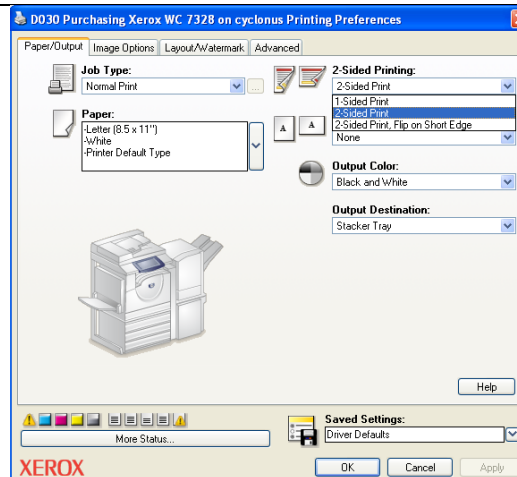 D030 Purchasing Xerox WC 7328 on cyclonus Printing Preferences
Paper/Output Image Options Layout/Watermark Advanced
Job Type:
Normal Print
...
Paper:
-Letter (8.5 x 11")
-White
-Printer Default Type
2-Sided Printing:
2-Sided Print
1-Sided Print
2-Sided Print
2-Sided Print, Flip on Short Edge
A A
None
Output Color:
Black and White
Output Destination:
Stacker Tray
Help
More Status...
Saved Settings:
Driver Defaults
XEROX
OK Cancel Apply